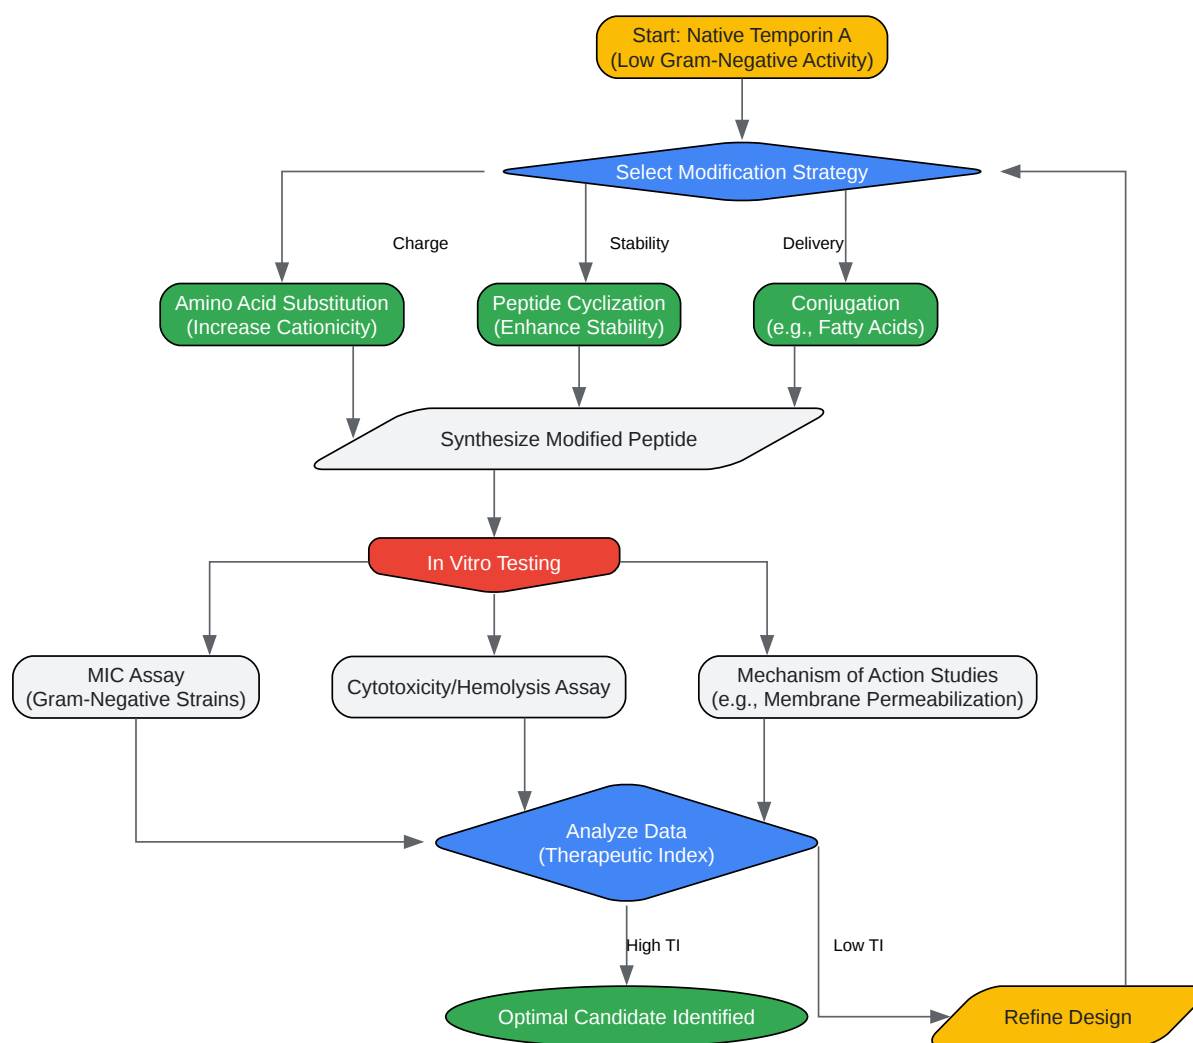 Start: Native Temporin A
(Low Gram-Negative Activity)
Select Modification Strategy
Charge
Stability
Delivery
Amino Acid Substitution
(Increase Cationicity)
Peptide Cyclization
(Enhance Stability)
Conjugation
(e.g., Fatty Acids)
Synthesize Modified Peptide
In Vitro Testing
MIC Assay
(Gram-Negative Strains)
Cytotoxicity/Hemolysis Assay
Mechanism of Action Studies
(e.g., Membrane Permeabilization)
Analyze Data
(Therapeutic Index)
High TI
Low TI
Optimal Candidate Identified
Refine Design